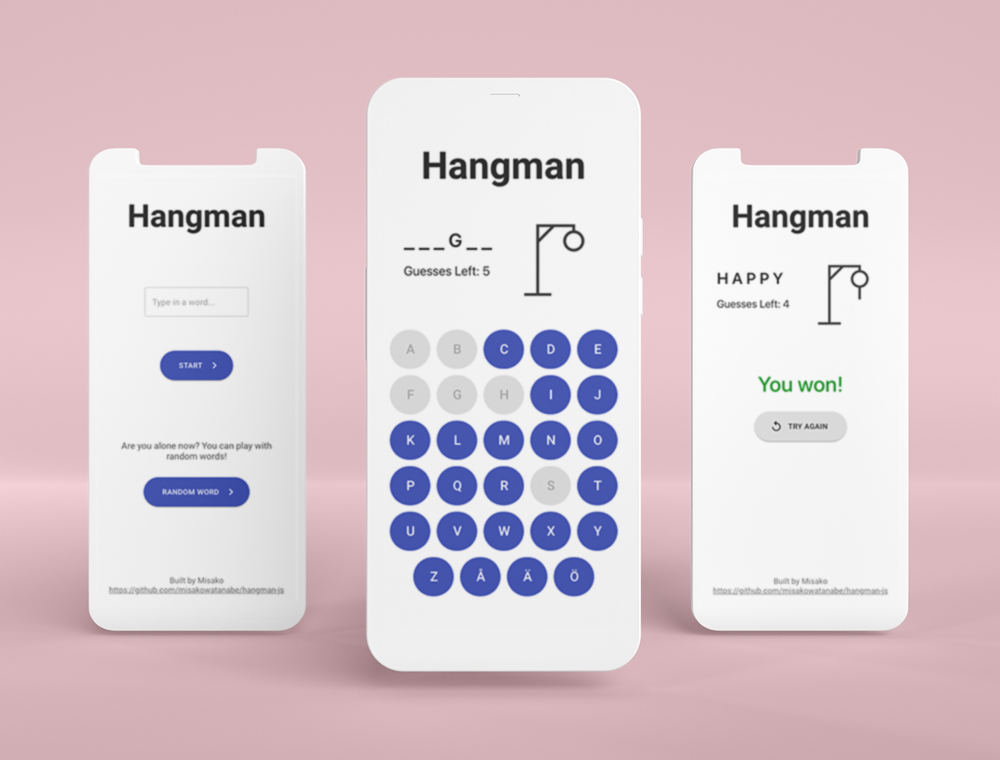 Hangman
Type in a word...
START
Are you alone now? You can play with
random words!
RANDOM WORD
Built by Misako
https://github.com/misakowatanabe/hangman-js
Hangman
_ _ _ G _ _
Guesses Left: 5
A B C D E
F G H I J
K L M N O
P Q R S T
U V W X Y
Z Å Ä Ö
Hangman
HAPPY
Guesses Left: 4
You won!
TRY AGAIN
Built by Misako
https://github.com/misakowatanabe/hangman-js